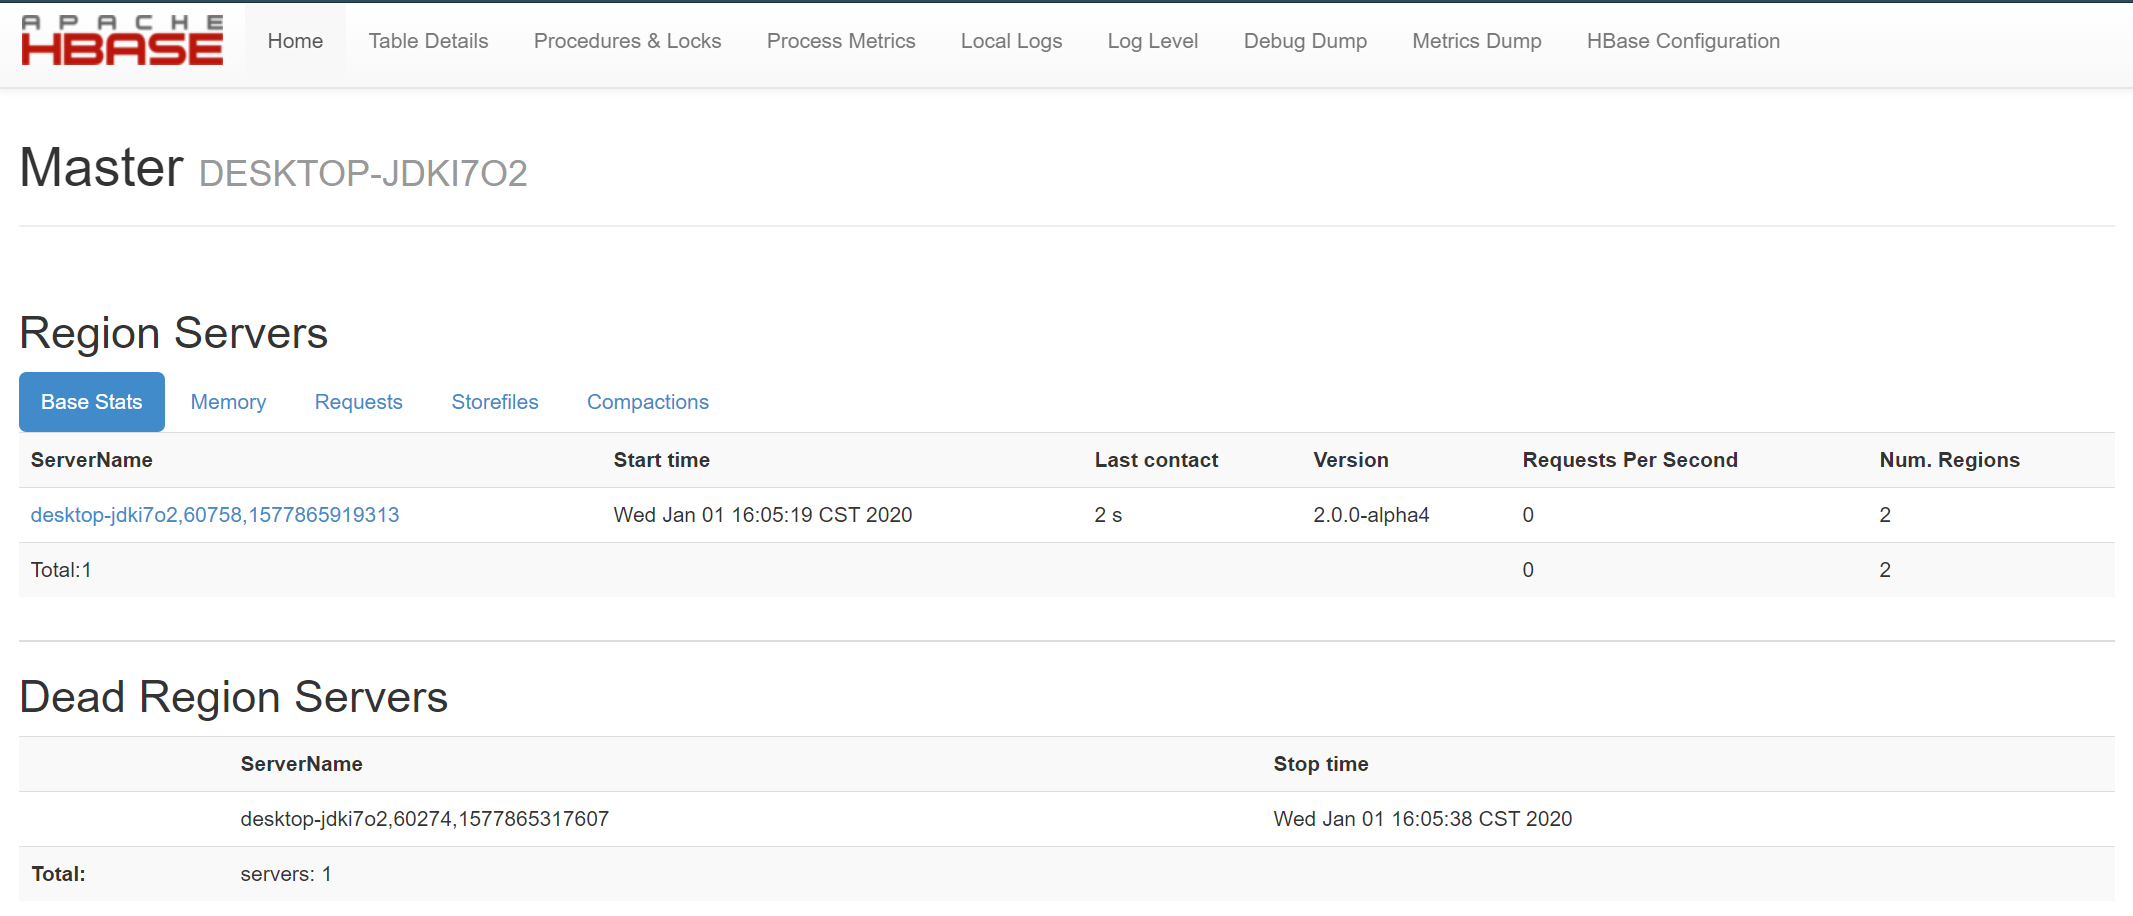 APACHE
HBASE
Home Table Details Procedures & Locks Process Metrics Local Logs Log Level Debug Dump Metrics Dump HBase Configuration
Master DESKTOP-JDKI7O2
Region Servers
Base Stats Memory Requests Storefiles Compactions
ServerName Start time Last contact Version Requests Per Second Num. Regions
desktop-jdki7o2,60758,1577865919313 Wed Jan 01 16:05:19 CST 2020 2 s 2.0.0-alpha4 0 2
Total:1 0 2
Dead Region Servers
ServerName Stop time
desktop-jdki7o2,60274,1577865317607 Wed Jan 01 16:05:38 CST 2020
Total: servers: 1